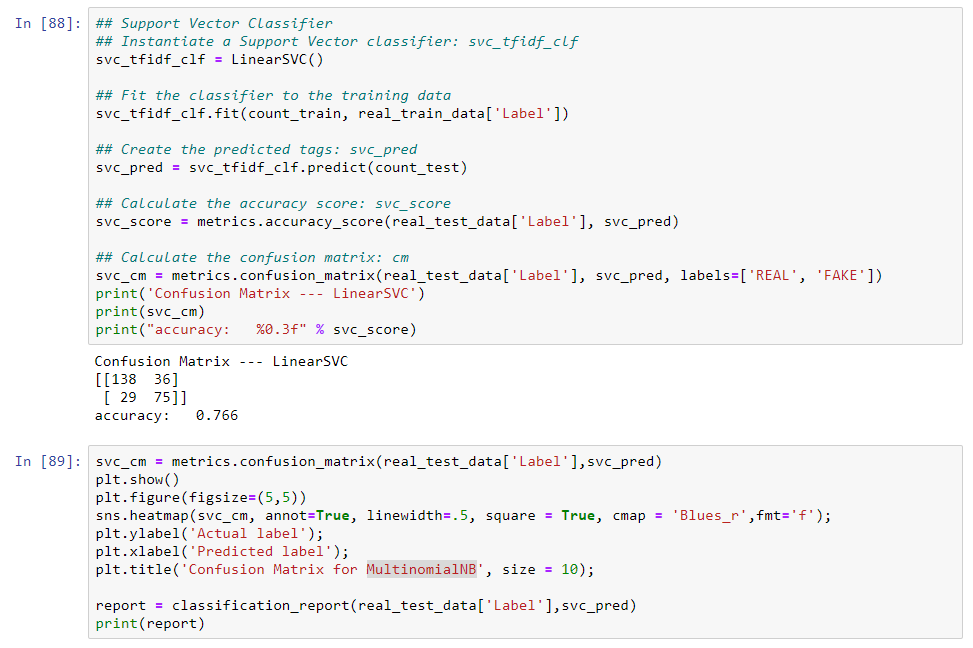 In [88]: ## Support Vector Classifier
## Instantiate a Support Vector classifier: svc_tfidf_clf
svc_tfidf_clf = LinearSVC()
## Fit the classifier to the training data
svc_tfidf_clf.fit(count_train, real_train_data['Label'])
## Create the predicted tags: svc_pred
svc_pred = svc_tfidf_clf.predict(count_test)
## Calculate the accuracy score: svc_score
svc_score = metrics.accuracy_score(real_test_data['Label'], svc_pred)
## Calculate the confusion matrix: cm
svc_cm = metrics.confusion_matrix(real_test_data['Label'], svc_pred, labels=['REAL', 'FAKE'])
print('Confusion Matrix --- LinearSVC')
print(svc_cm)
print("accuracy:   %0.3f" % svc_score)
Confusion Matrix --- LinearSVC
[[138  36]
 [ 29  75]]
accuracy:   0.766
In [89]: svc_cm = metrics.confusion_matrix(real_test_data['Label'],svc_pred)
plt.show()
plt.figure(figsize=(5,5))
sns.heatmap(svc_cm, annot=True, linewidth=.5, square = True, cmap = 'Blues_r',fmt='f');
plt.ylabel('Actual label');
plt.xlabel('Predicted label');
plt.title('Confusion Matrix for MultinomialNB', size = 10);
report = classification_report(real_test_data['Label'],svc_pred)
print(report)